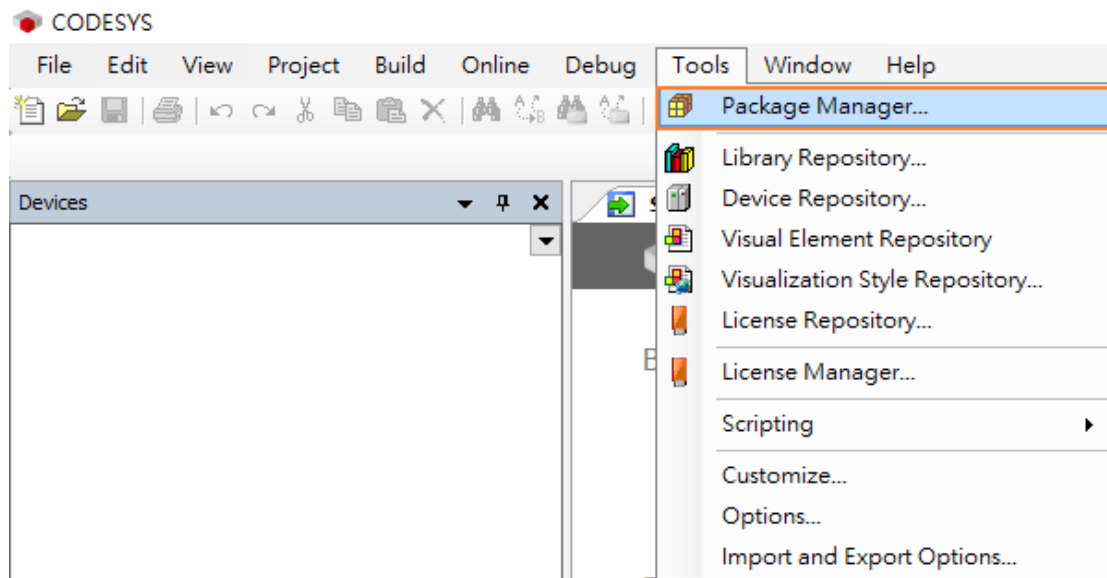 CODESYS
File Edit View Project Build Online Debug Tools Window Help
Package Manager...
Library Repository...
Devices
Device Repository...
Visual Element Repository
Visualization Style Repository...
License Repository...
License Manager...
Scripting
Customize...
Options...
Import and Export Options...